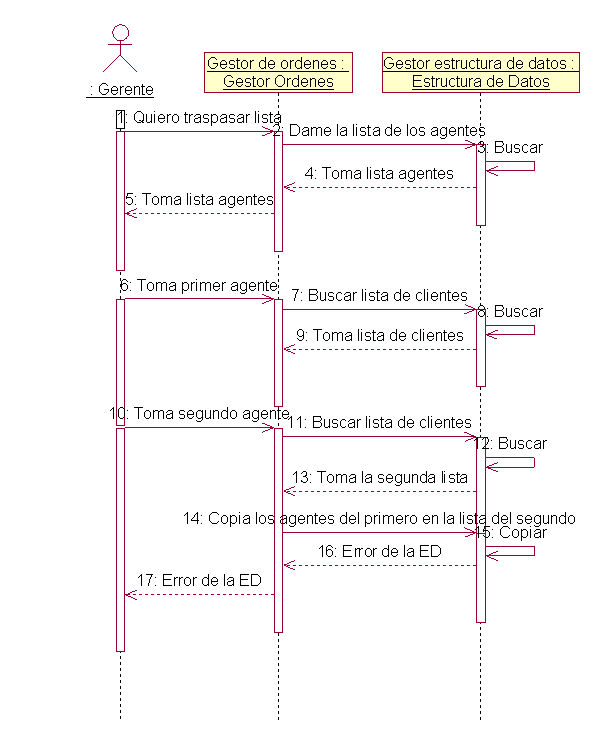 : Gerente
Gestor de ordenes :
Gestor Ordenes
Gestor estructura de datos :
Estructura de Datos
1: Quiero traspasar lista
2: Dame la lista de los agentes
3: Buscar
4: Toma lista agentes
5: Toma lista agentes
6: Toma primer agente
7: Buscar lista de clientes
8: Buscar
9: Toma lista de clientes
10: Toma segundo agente
11: Buscar lista de clientes
12: Buscar
13: Toma la segunda lista
14: Copia los agentes del primero en la lista del segundo
15: Copiar
16: Error de la ED
17: Error de la ED